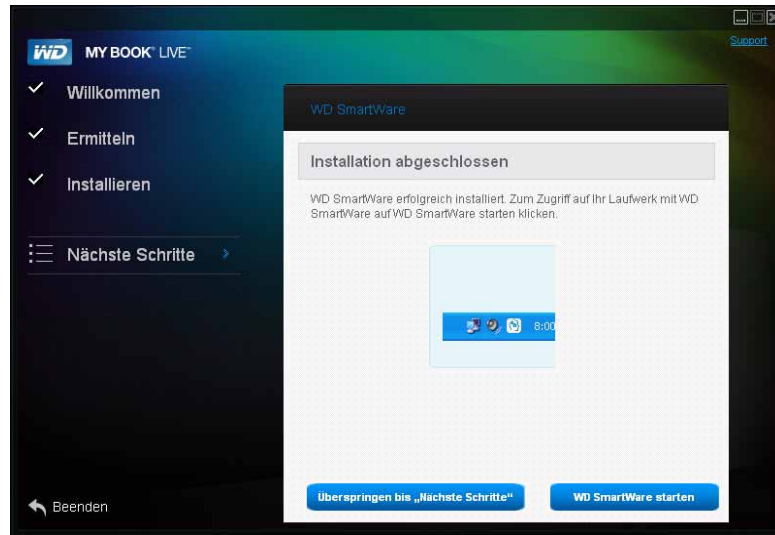 Support
WD MY BOOK® LIVE™
Willkommen
Ermitteln
Installieren
Nächste Schritte
Beenden
WD SmartWare
Installation abgeschlossen
WD SmartWare erfolgreich installiert. Zum Zugriff auf Ihr Laufwerk mit WD
SmartWare auf WD SmartWare starten klicken.
8:00
Überspringen bis „Nächste Schritte“
WD SmartWare starten